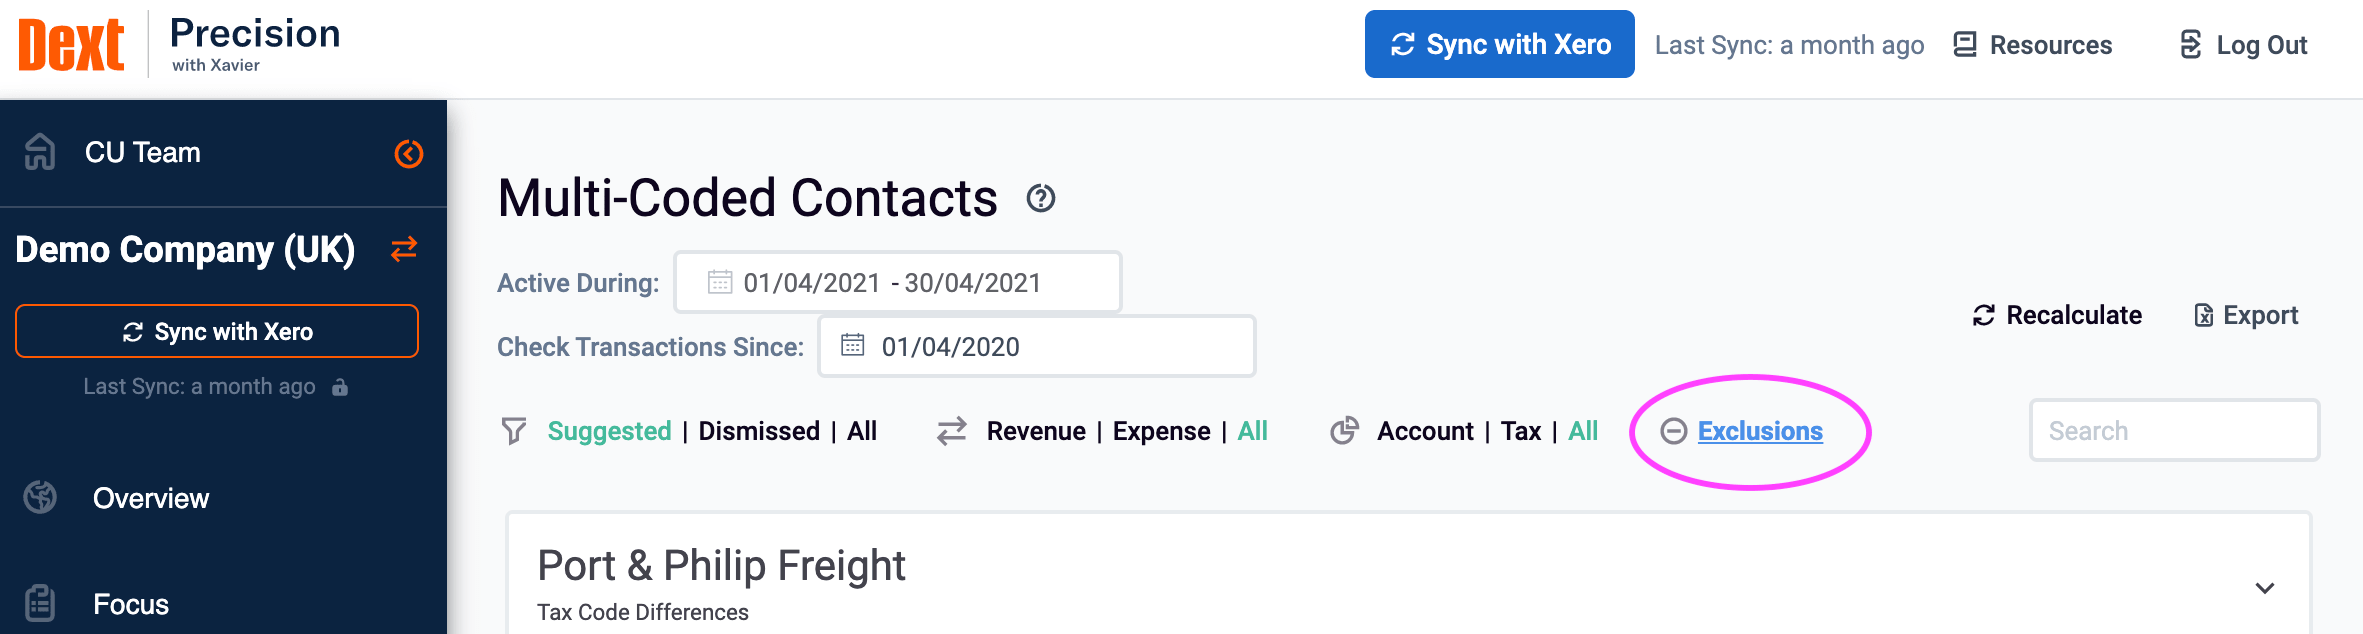 Dext
Precision
with Xavier
Sync with Xero
Last Sync: a month ago
Resources
Log Out
CU Team
Demo Company (UK)
Sync with Xero
Last Sync: a month ago
Overview
Focus
Multi-Coded Contacts
Active During: 01/04/2021 - 30/04/2021
Check Transactions Since: 01/04/2020
Recalculate
Export
Suggested | Dismissed | All
Revenue | Expense | All
Account | Tax | All
Exclusions
Search
Port & Philip Freight
Tax Code Differences